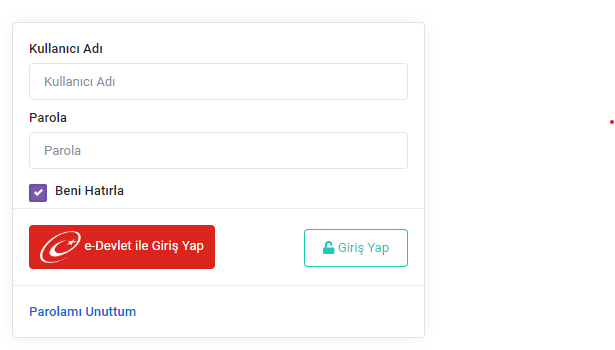 Kullanıcı Adı
Kullanıcı Adı
Parola
Parola
Beni Hatırla
e-Devlet ile Giriş Yap
Giriş Yap
Parolamı Unuttum